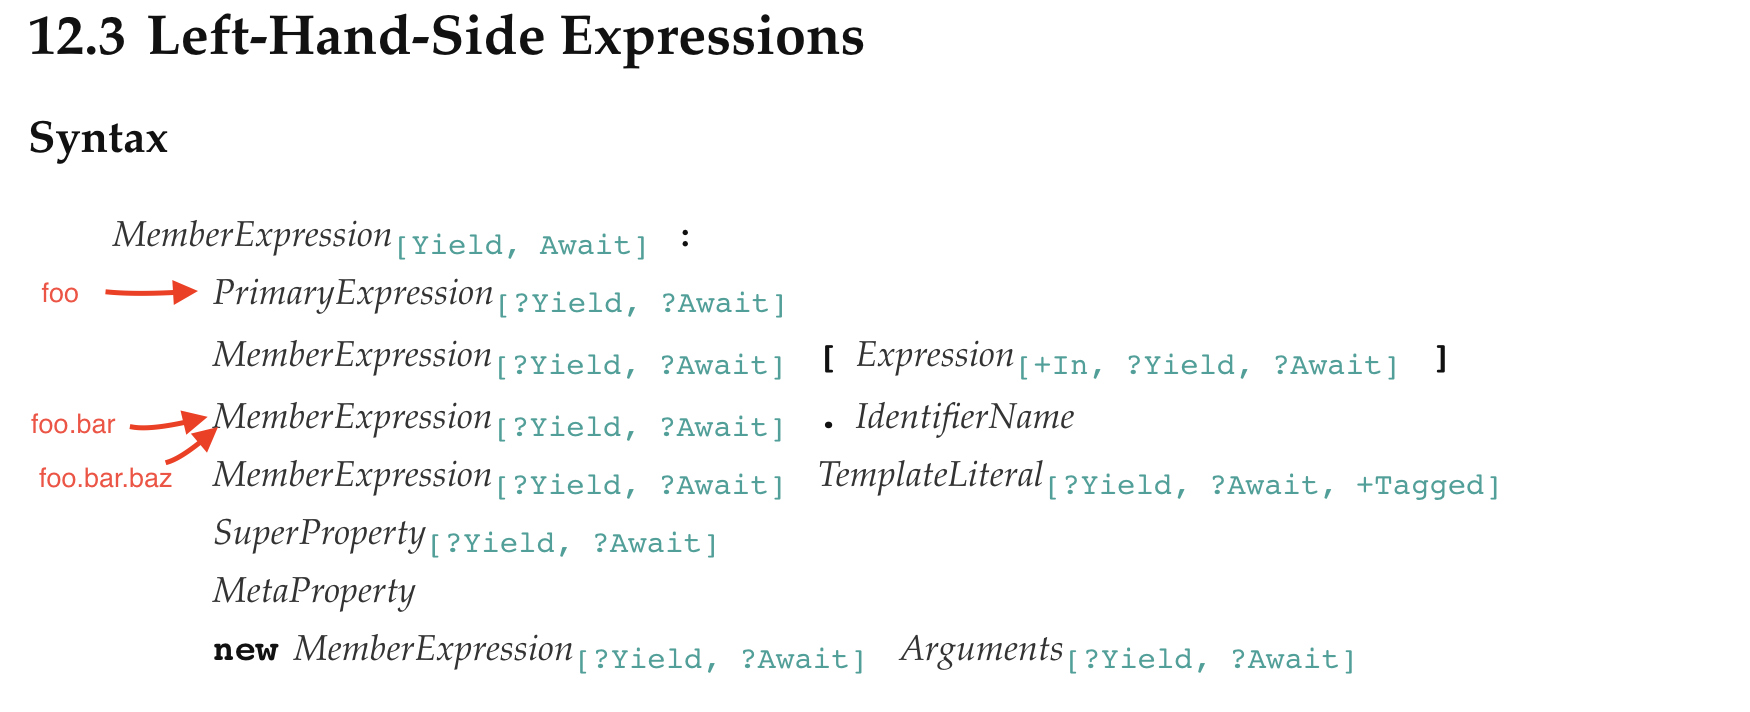 12.3 Left-Hand-Side Expressions
Syntax
MemberExpression[Yield, Await] :
foo PrimaryExpression[?Yield, ?Await]
MemberExpression[?Yield, ?Await] [ Expression[+In, ?Yield, ?Await] ]
foo.bar MemberExpression[?Yield, ?Await] . IdentifierName
foo.bar.baz MemberExpression[?Yield, ?Await] TemplateLiteral[?Yield, ?Await, +Tagged]
SuperProperty[?Yield, ?Await]
MetaProperty
new MemberExpression[?Yield, ?Await] Arguments[?Yield, ?Await]